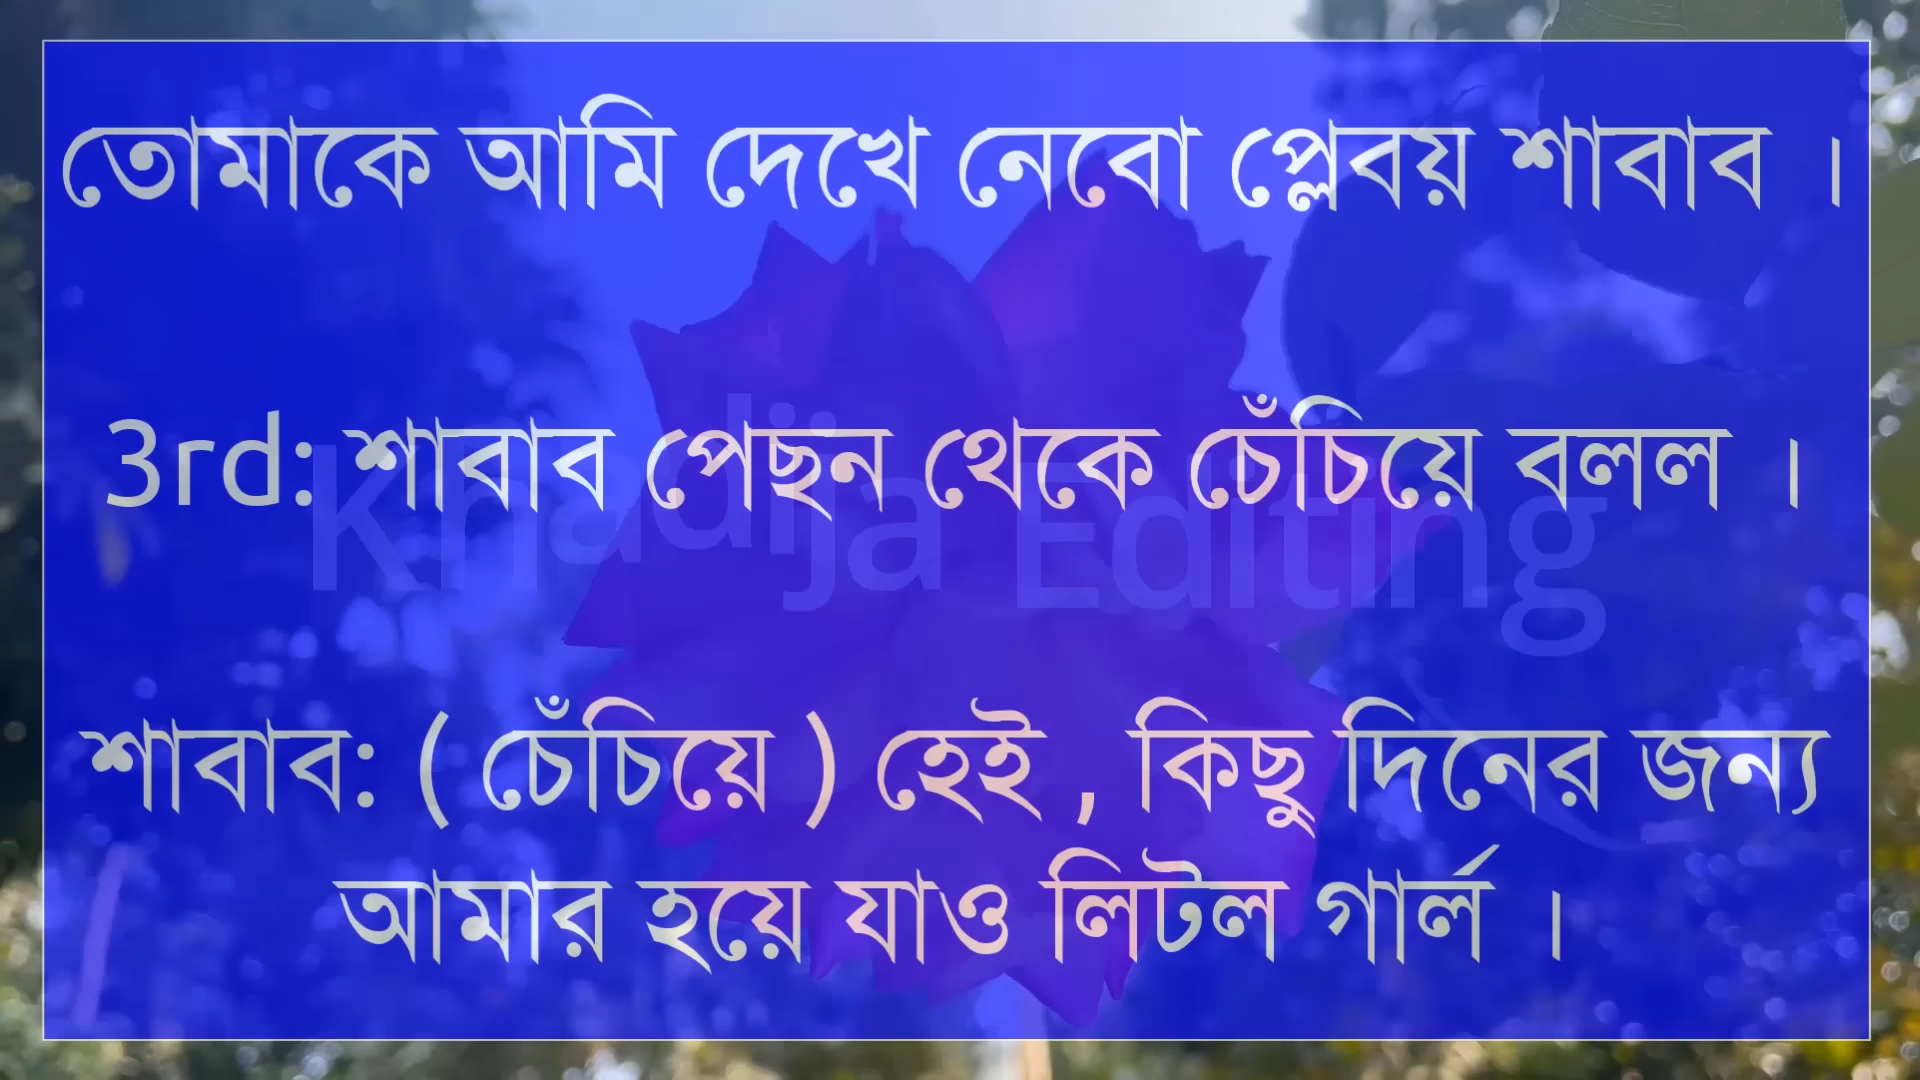 তোমাকে আমি দেখে নেবো প্লেবয় শাবাব ।
3rd: শাবাব পেছন থেকে চেঁচিয়ে বলল ।
Khadija Editing
শাবাব: ( চেঁচিয়ে ) হেই , কিছু দিনের জন্য
আমার হয়ে যাও লিটল গার্ল ।